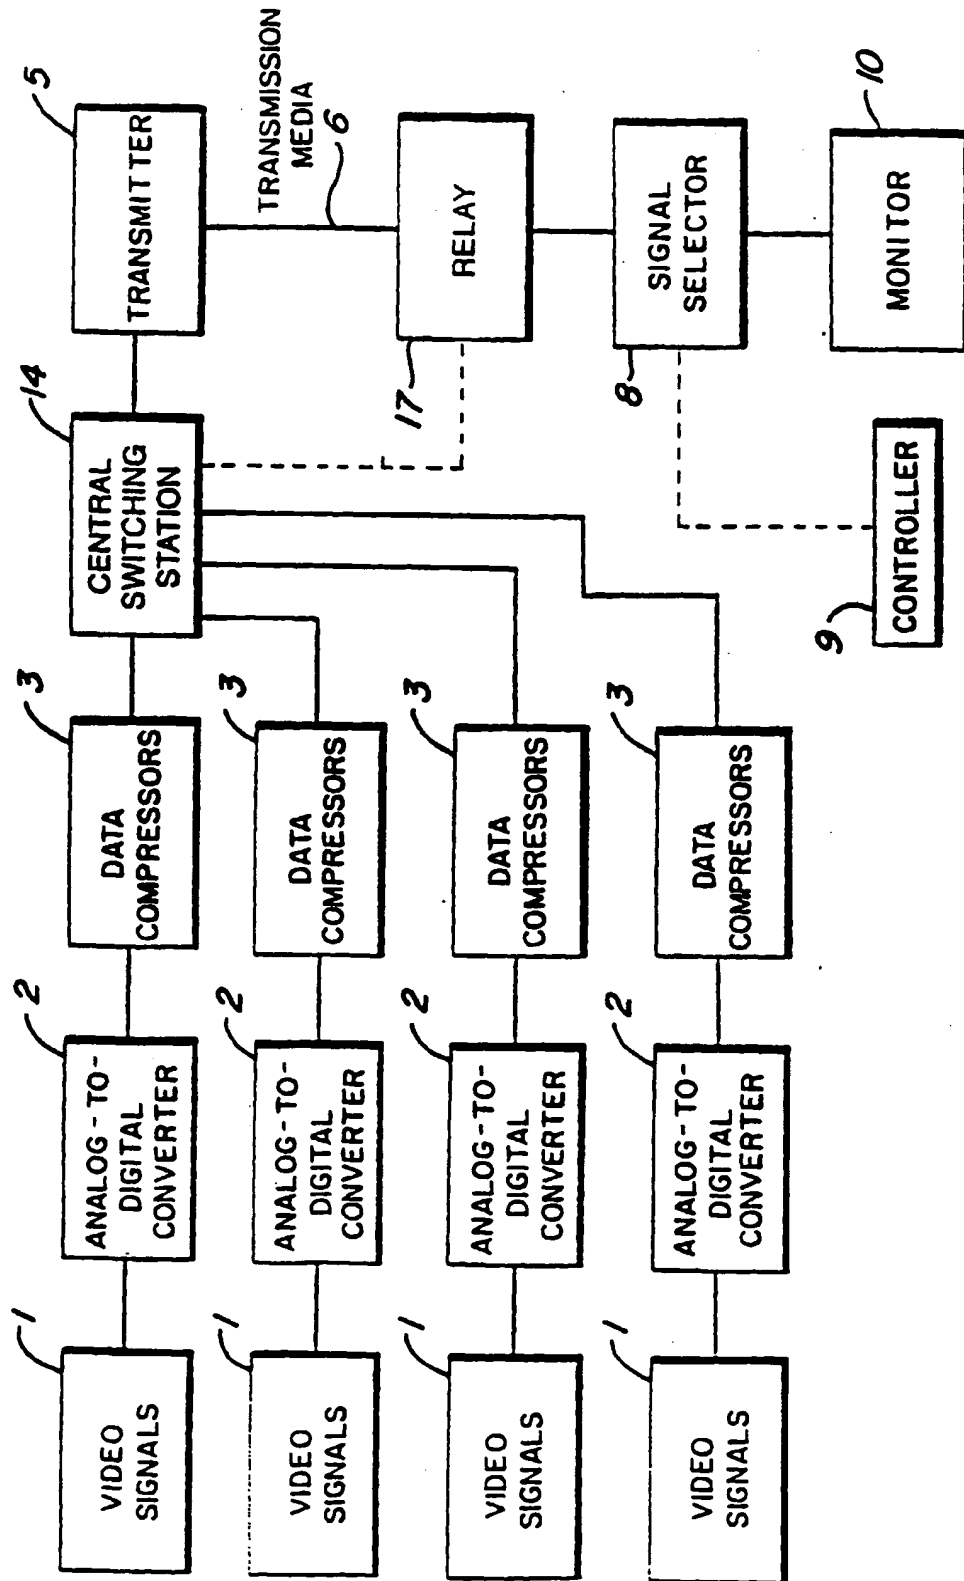 1
VIDEO
SIGNALS
2
ANALOG-TO-
DIGITAL
CONVERTER
3
DATA
COMPRESSORS
14
CENTRAL
SWITCHING
STATION
5
TRANSMITTER
1
VIDEO
SIGNALS
2
ANALOG-TO-
DIGITAL
CONVERTER
3
DATA
COMPRESSORS
TRANSMISSION
MEDIA
6
1
VIDEO
SIGNALS
2
ANALOG-TO-
DIGITAL
CONVERTER
3
DATA
COMPRESSORS
17
RELAY
1
VIDEO
SIGNALS
2
ANALOG-TO-
DIGITAL
CONVERTER
3
DATA
COMPRESSORS
8
SIGNAL
SELECTOR
9
CONTROLLER
10
MONITOR